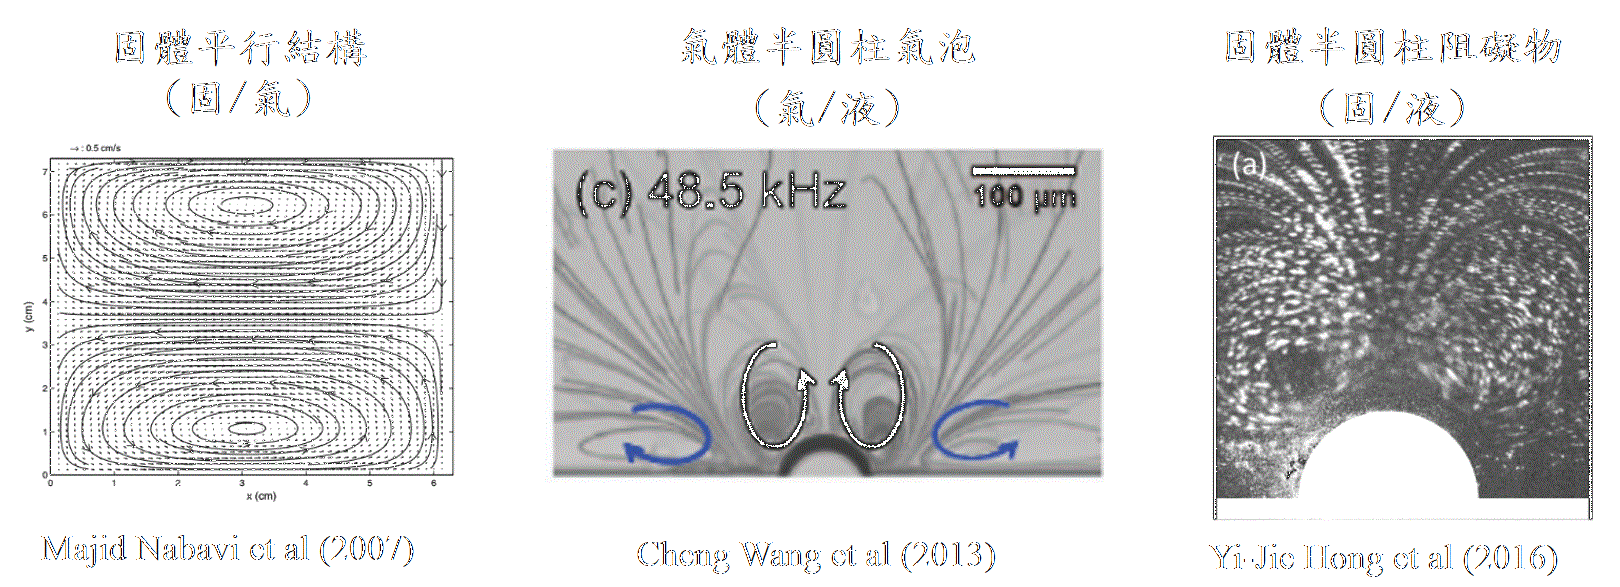 固體平行結構
（固/氣）
氣體半圓柱氣泡
（氣/液）
固體半圓柱阻礙物
（固/液）
→ : 0.5 cm/s
7
6
5
4
3
2
1
0
y (cm)
0 1 2 3 4 5 6
x (cm)
(c) 48.5 kHz
100 μm
(a)
Majid Nabavi et al (2007)
Cheng Wang et al (2013)
Yi-Jie Hong et al (2016)